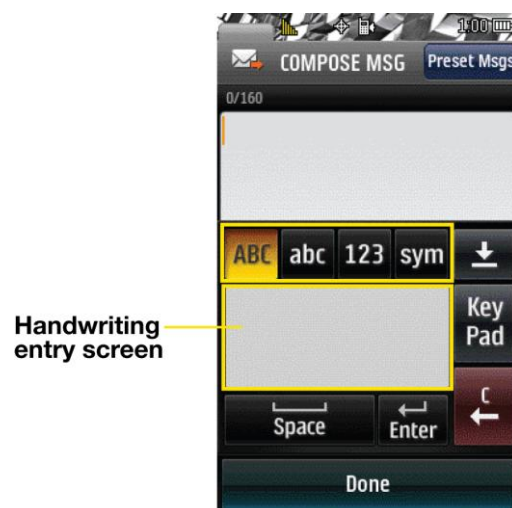 1:00
COMPOSE MSG Preset Msgs
0/160
ABC abc 123 sym
Handwriting
entry screen
Key
Pad
C
Space Enter
Done